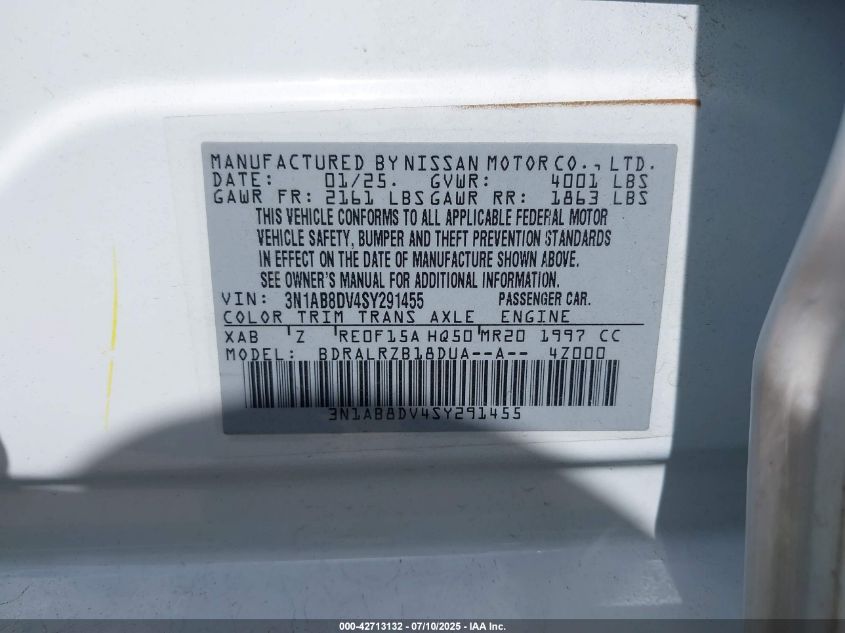 MANUFACTURED BY NISSAN MOTOR CO., LTD.
DATE: 01/25. GVWR: 4001 LBS
GAWR FR: 2161 LBS GAWR RR: 1863 LBS
THIS VEHICLE CONFORMS TO ALL APPLICABLE FEDERAL MOTOR
VEHICLE SAFETY, BUMPER AND THEFT PREVENTION STANDARDS
IN EFFECT ON THE DATE OF MANUFACTURE SHOWN ABOVE.
SEE OWNER'S MANUAL FOR ADDITIONAL INFORMATION.
VIN: 3N1AB8DV4SY291455 PASSENGER CAR.
COLOR TRIM TRANS AXLE ENGINE
XAB Z RE0F15A HQ50 MR20 1997 CC
MODEL: BDRALRZB18DUA--A-- 4Z000
3N1AB8DV4SY291455
000-42713132 - 07/10/2025 - IAA Inc.